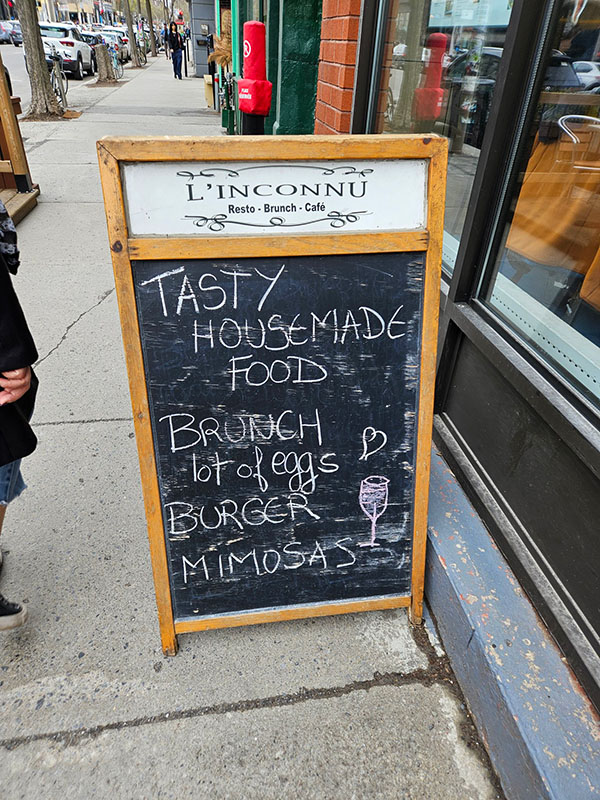 L'INCONNU
Resto - Brunch - Café
TASTY
HOUSEMADE
FOOD
BRUNCH
lot of eggs
BURGER
MIMOSAS